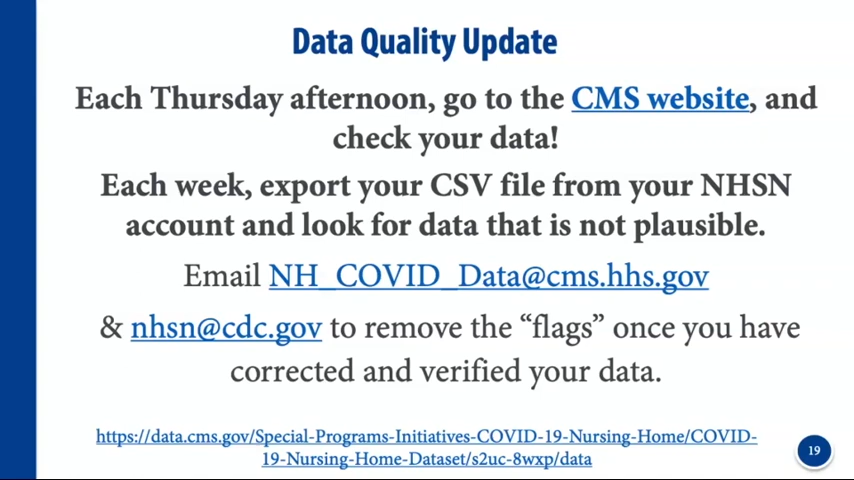 Data Quality Update
Each Thursday afternoon, go to the CMS website, and
check your data!
Each week, export your CSV file from your NHSN
account and look for data that is not plausible.
Email NH_COVID_Data@cms.hhs.gov
& nhsn@cdc.gov to remove the “flags” once you have
corrected and verified your data.
https://data.cms.gov/Special-Programs-Initiatives-COVID-19-Nursing-Home/COVID-
19-Nursing-Home-Dataset/s2uc-8wxp/data
19